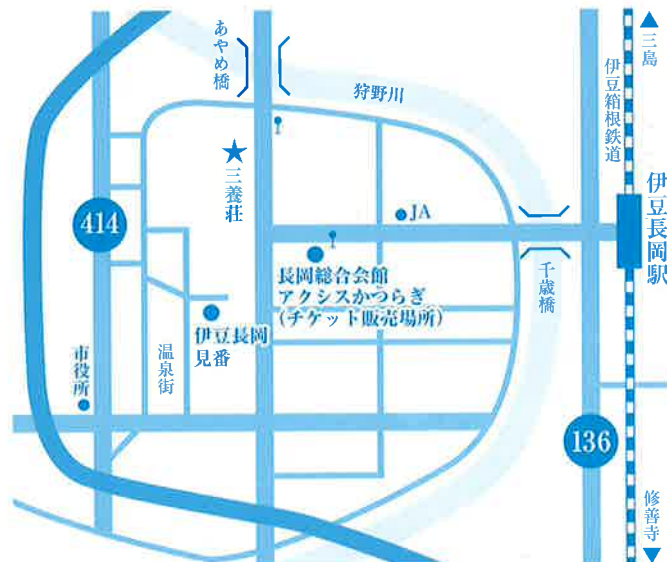 あやめ橋
狩野川
三島
伊豆箱根鉄道
伊豆長岡駅
三養荘
414
JA
長岡総合会館
アクシスかつらぎ
(チケット販売場所)
千歳橋
伊豆長岡
見番
温泉街
市役所
136
修善寺